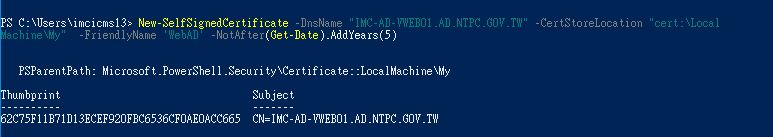 PS C:\Users\imcicms13> New-SelfSignedCertificate -DnsName "IMC-AD-VWEB01.AD.NTPC.GOV.TW" -CertStoreLocation "cert:\Local
Machine\My"  -FriendlyName 'WebAD' -NotAfter(Get-Date).AddYears(5)
PSParentPath: Microsoft.PowerShell.Security\Certificate::LocalMachine\My
Thumbprint                                Subject
----------                                -------
62C75F11B71D13ECEF920FBC6536CF0AE0ACC665  CN=IMC-AD-VWEB01.AD.NTPC.GOV.TW